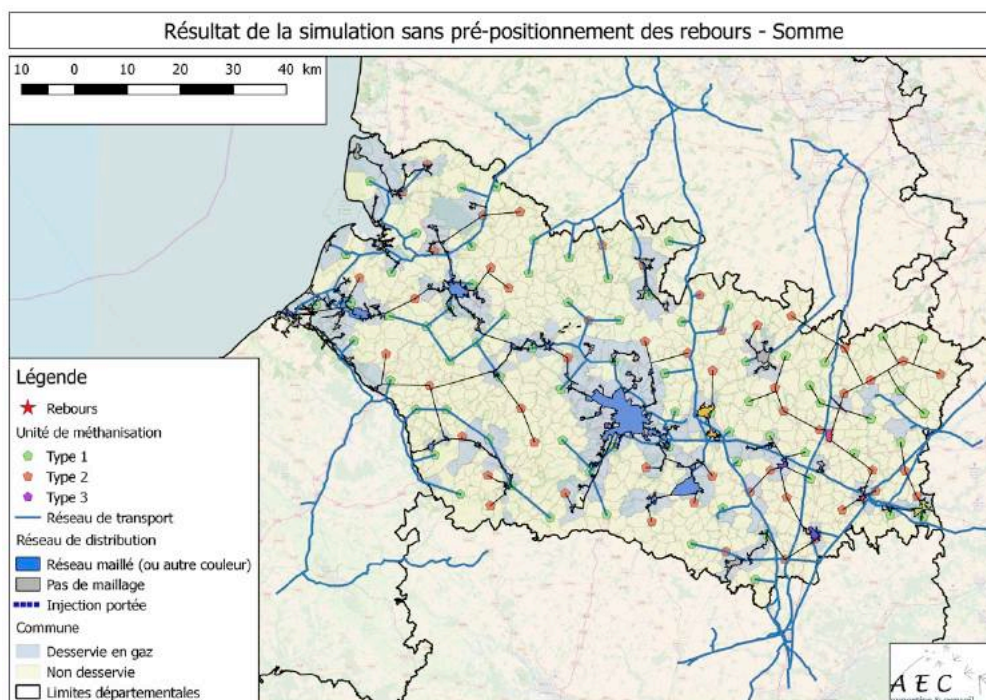 Résultat de la simulation sans pré-positionnement des rebours - Somme
10 0 10 20 30 40 km
Légende
Rebours
Unité de méthanisation
Type 1
Type 2
Type 3
Réseau de transport
Réseau de distribution
Réseau maillé (ou autre couleur)
Pas de maillage
Injection portée
Commune
Desservie en gaz
Non desservie
Limites départementales
AEC